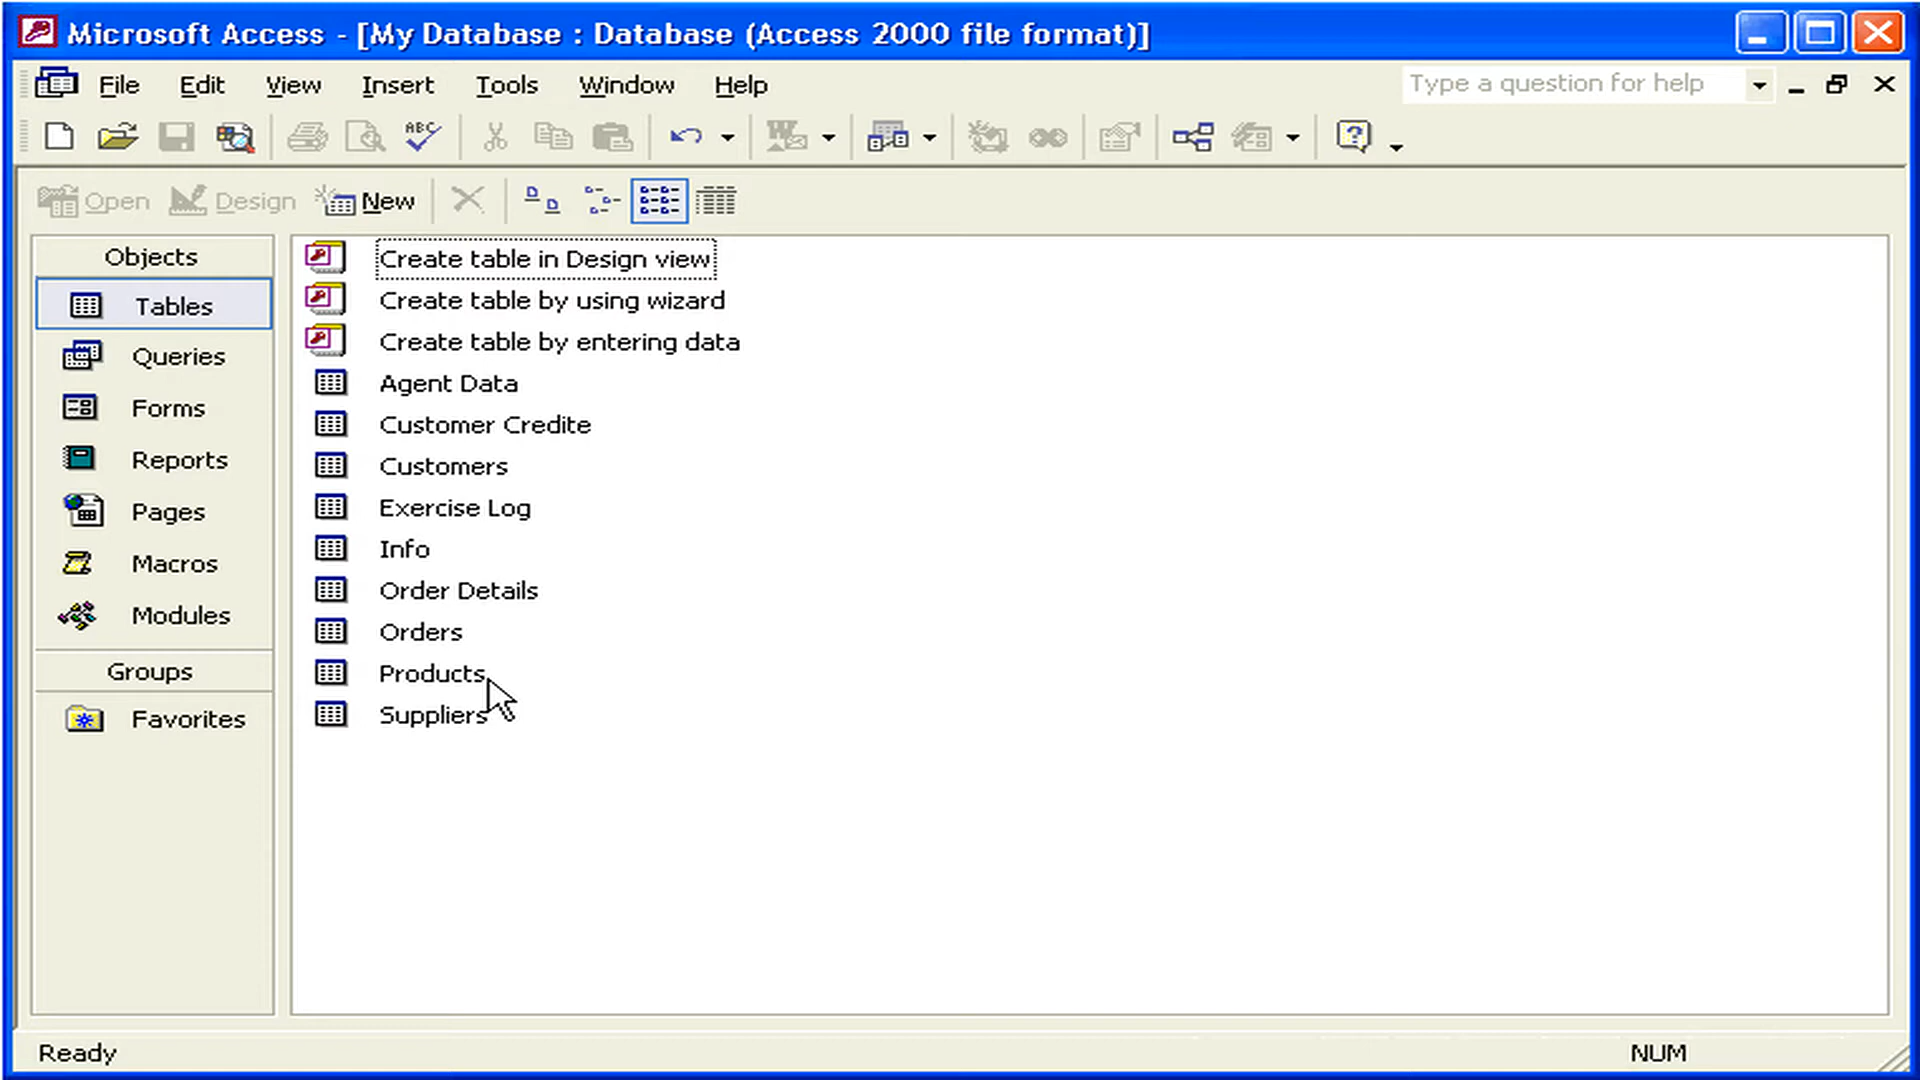 Microsoft Access - [My Database : Database (Access 2000 file format)]
File Edit View Insert Tools Window Help Type a question for help
ABC
Open Design New
Objects
Tables
Queries
Forms
Reports
Pages
Macros
Modules
Groups
Favorites
Create table in Design view
Create table by using wizard
Create table by entering data
Agent Data
Customer Credite
Customers
Exercise Log
Info
Order Details
Orders
Products
Suppliers
Ready NUM